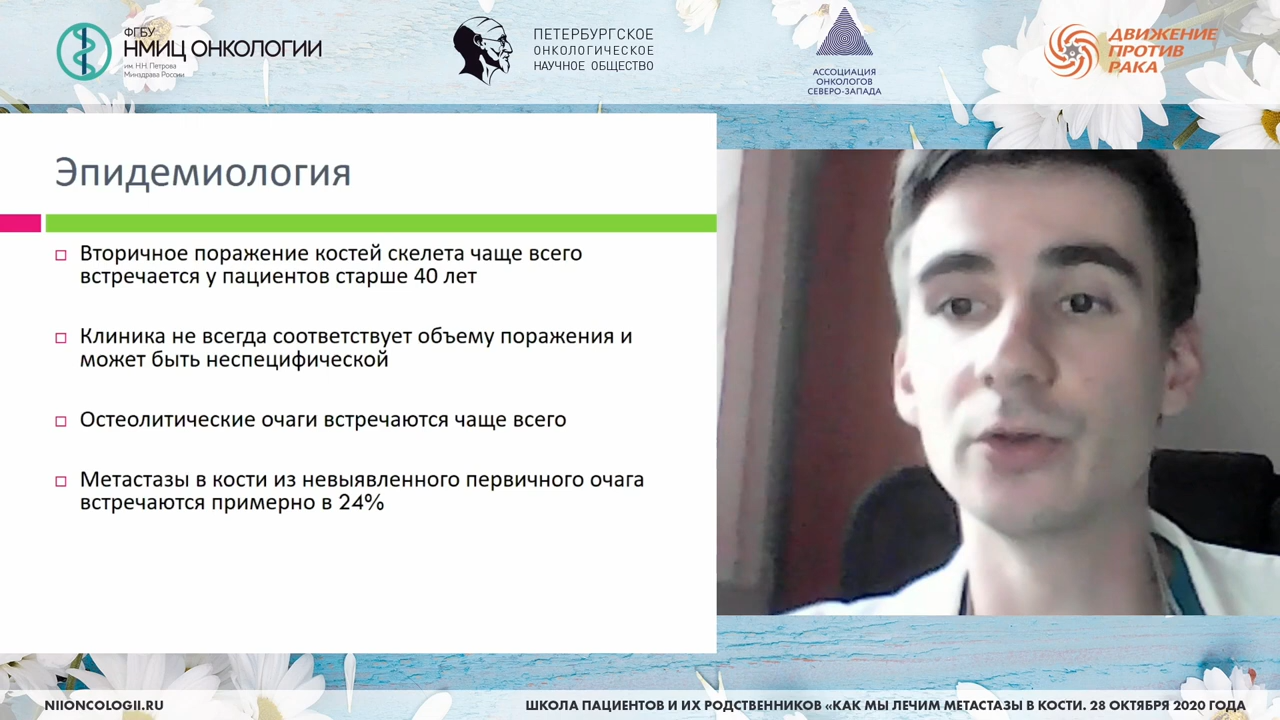 ФГБУ
НМИЦ ОНКОЛОГИИ
им. Н.Н. Петрова
Минздрава России
ПЕТЕРБУРГСКОЕ
ОНКОЛОГИЧЕСКОЕ
НАУЧНОЕ ОБЩЕСТВО
АССОЦИАЦИЯ
ОНКОЛОГОВ
СЕВЕРО-ЗАПАДА
ДВИЖЕНИЕ
ПРОТИВ
РАКА
Эпидемиология
Вторичное поражение костей скелета чаще всего
встречается у пациентов старше 40 лет
Клиника не всегда соответствует объему поражения и
может быть неспецифической
Остеолитические очаги встречаются чаще всего
Метастазы в кости из невыявленного первичного очага
встречаются примерно в 24%
NIIONCOLOGII.RU
ШКОЛА ПАЦИЕНТОВ И ИХ РОДСТВЕННИКОВ «КАК МЫ ЛЕЧИМ МЕТАСТАЗЫ В КОСТИ. 28 ОКТЯБРЯ 2020 ГОДА